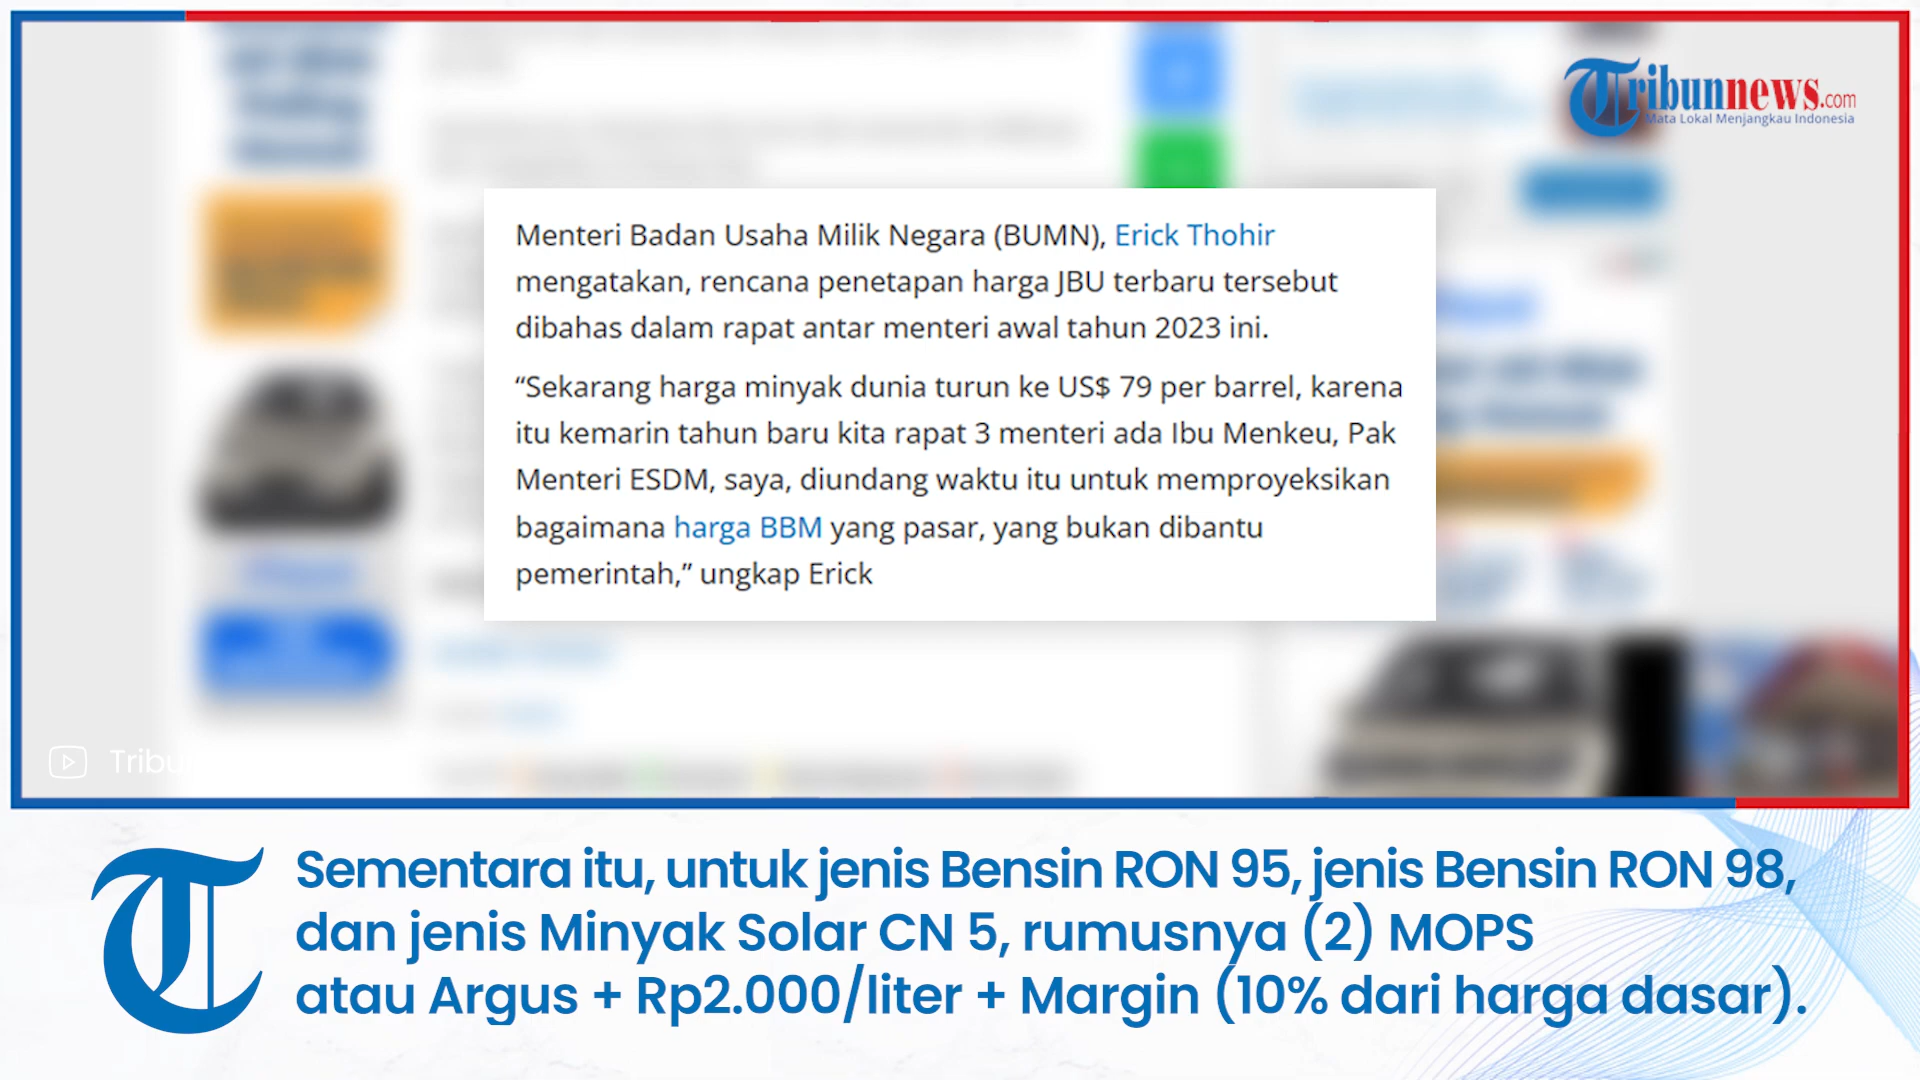 Tribunnews.com
Mata Lokal Menjangkau Indonesia
Menteri Badan Usaha Milik Negara (BUMN), Erick Thohir
mengatakan, rencana penetapan harga JBU terbaru tersebut
dibahas dalam rapat antar menteri awal tahun 2023 ini.
“Sekarang harga minyak dunia turun ke US$ 79 per barrel, karena
itu kemarin tahun baru kita rapat 3 menteri ada Ibu Menkeu, Pak
Menteri ESDM, saya, diundang waktu itu untuk memproyeksikan
bagaimana harga BBM yang pasar, yang bukan dibantu
pemerintah,” ungkap Erick
Tribu
Sementara itu, untuk jenis Bensin RON 95, jenis Bensin RON 98,
dan jenis Minyak Solar CN 5, rumusnya (2) MOPS
atau Argus + Rp2.000/liter + Margin (10% dari harga dasar).